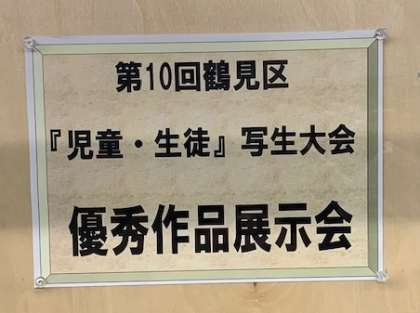 第10回鶴見区
『児童・生徒』写生大会
優秀作品展示会